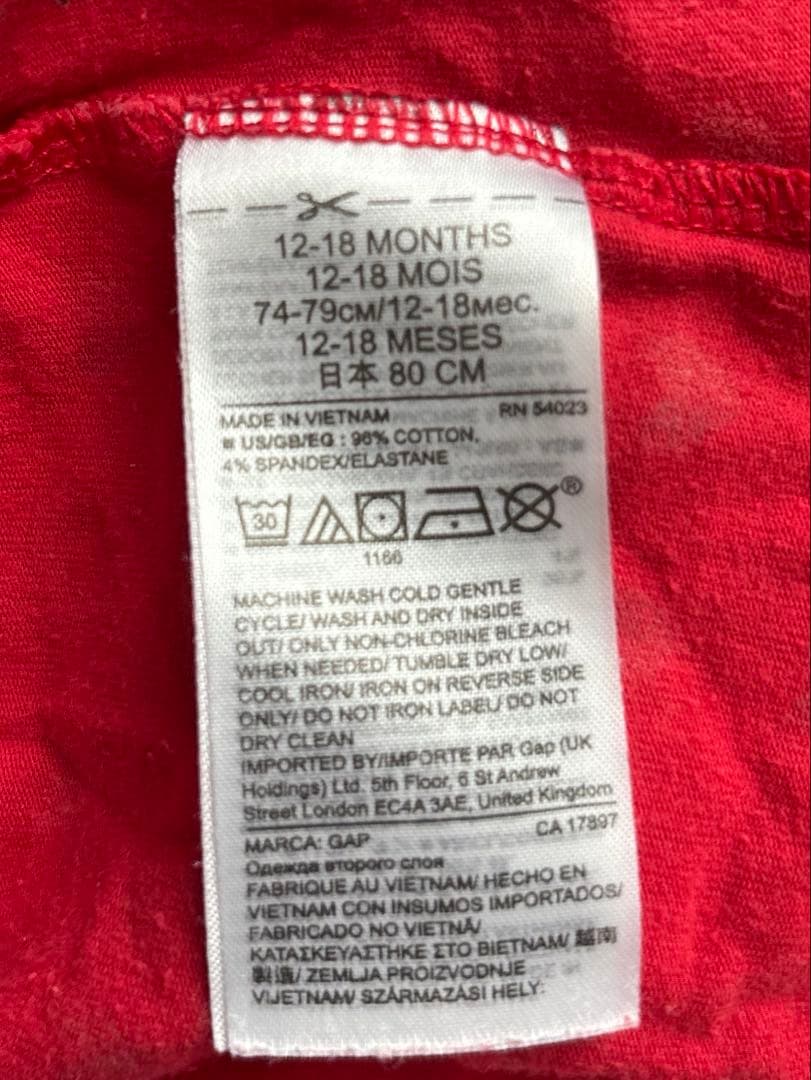 12-18 MONTHS
12-18 MOIS
74-79см/12-18мес.
12-18 MESES
日本 80 CM
MADE IN VIETNAM RN 54023
US/GB/EG : 96% COTTON,
4% SPANDEX/ELASTANE
30 ®
1166
MACHINE WASH COLD GENTLE
CYCLE/ WASH AND DRY INSIDE
OUT/ ONLY NON-CHLORINE BLEACH
WHEN NEEDED/ TUMBLE DRY LOW/
COOL IRON/ IRON ON REVERSE SIDE
ONLY/ DO NOT IRON LABEL/ DO NOT
DRY CLEAN
IMPORTED BY/IMPORTE PAR Gap (UK
Holdings) Ltd. 5th Floor, 6 St Andrew
Street London EC4A 3AE, United Kingdom
CA 17897
MARCA: GAP
Одежда второго слоя
FABRIQUE AU VIETNAM/ HECHO EN
VIETNAM CON INSUMOS IMPORTADOS/
FABRICADO NO VIETNÃ/
ΚΑΤΑΣΚΕΥΑΣΤΗΚΕ ΣΤΟ ΒΙΕΤΝΑΜ/ 越南
製造/ ZEMLJA PROIZVODNJE
VIJETNAM/ SZÁRMAZÁSI HELY: